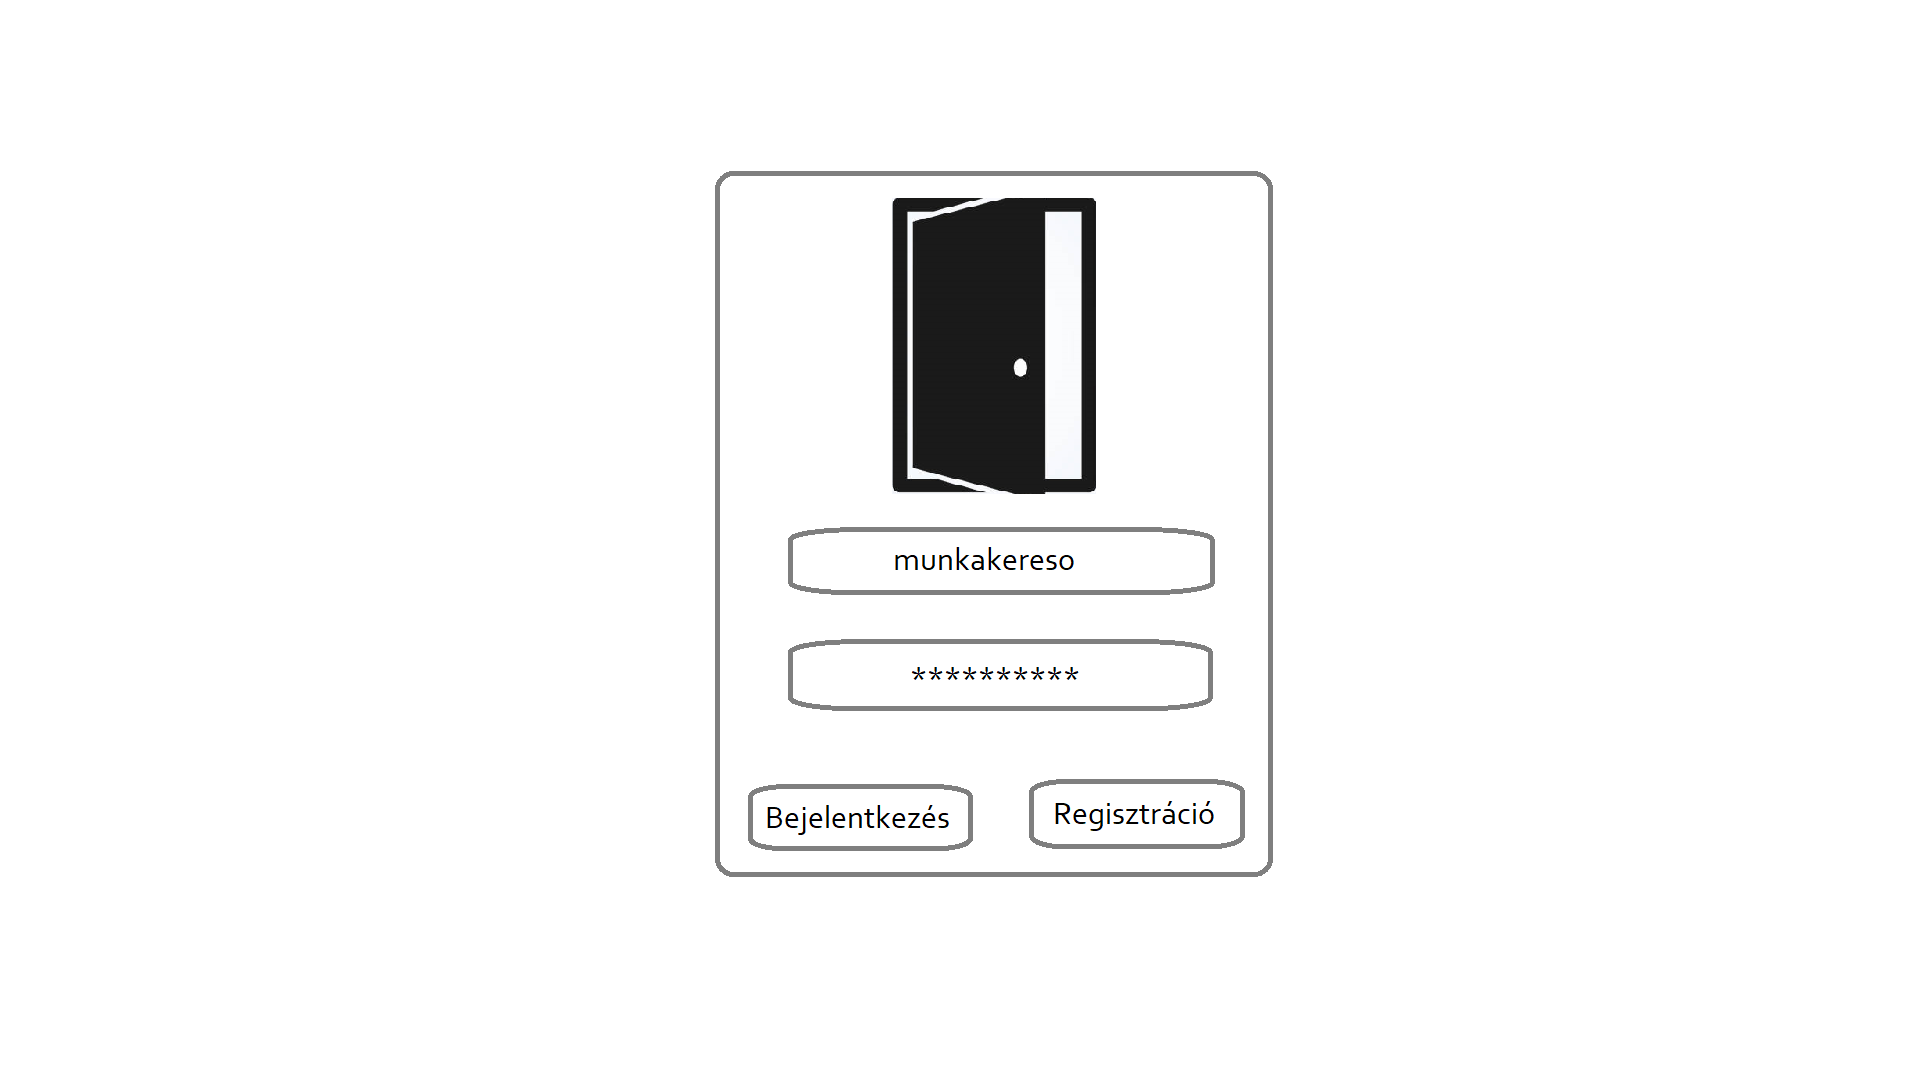 munkakereso
**********
Bejelentkezés
Regisztráció